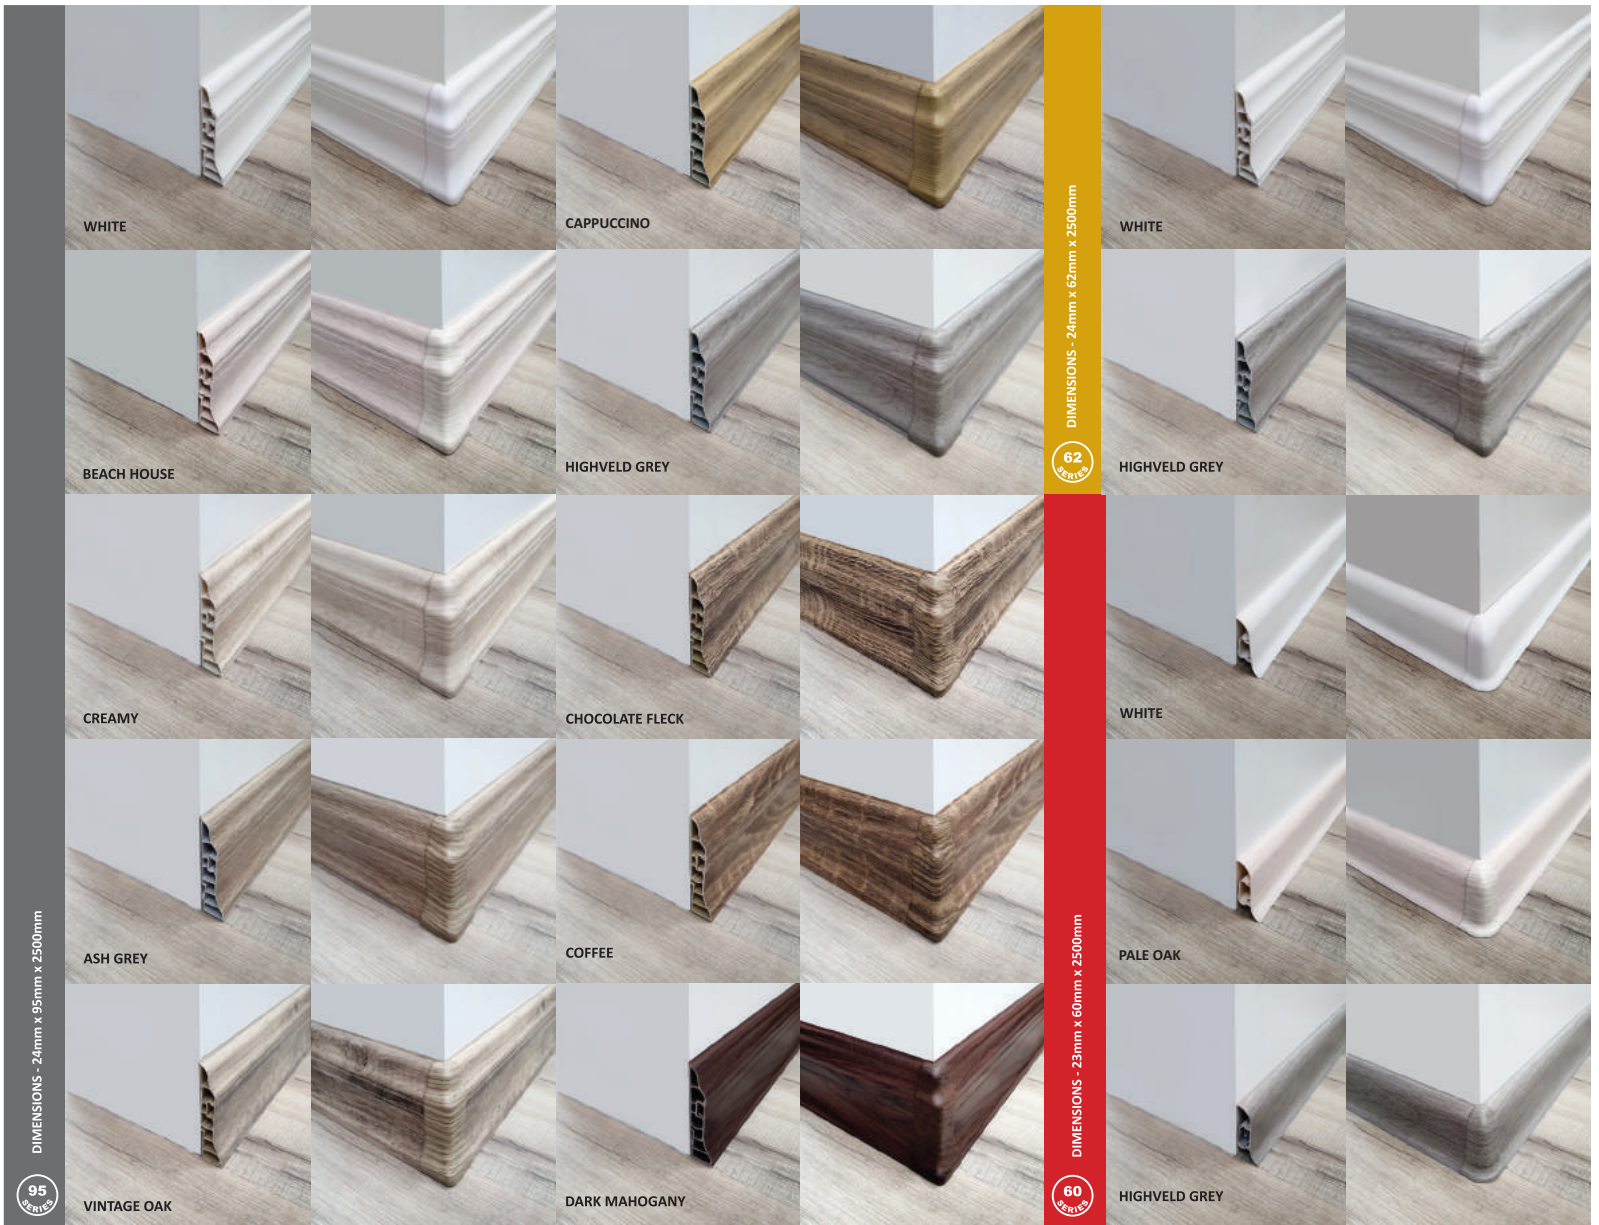 WHITE
BEACH HOUSE
CREAMY
ASH GREY
VINTAGE OAK
DIMENSIONS - 24mm x 95mm x 2500mm
95
SERIES
CAPPUCCINO
HIGHVELD GREY
CHOCOLATE FLECK
COFFEE
DARK MAHOGANY
DIMENSIONS - 24mm x 62mm x 2500mm
62
SERIES
WHITE
HIGHVELD GREY
DIMENSIONS - 23mm x 60mm x 2500mm
60
SERIES
WHITE
PALE OAK
HIGHVELD GREY